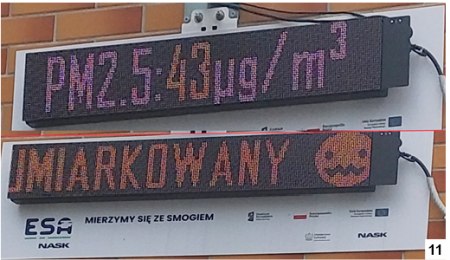 PM2.5:43µg/m³
UMIARKOWANY
ESA
NASK
MIERZYMY SIĘ ZE SMOGIEM
NASK
11